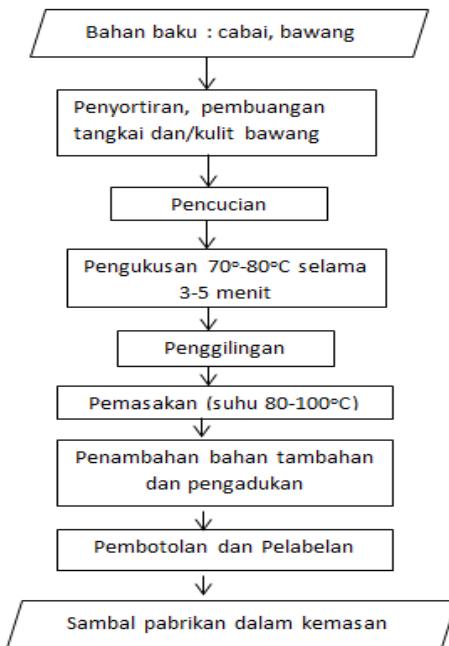 Bahan baku : cabai, bawang
Penyortiran, pembuangan
tangkai dan/kulit bawang
Pencucian
Pengukusan 70°-80°C selama
3-5 menit
Penggilingan
Pemasakan (suhu 80-100°C)
Penambahan bahan tambahan
dan pengadukan
Pembotolan dan Pelabelan
Sambal pabrikan dalam kemasan